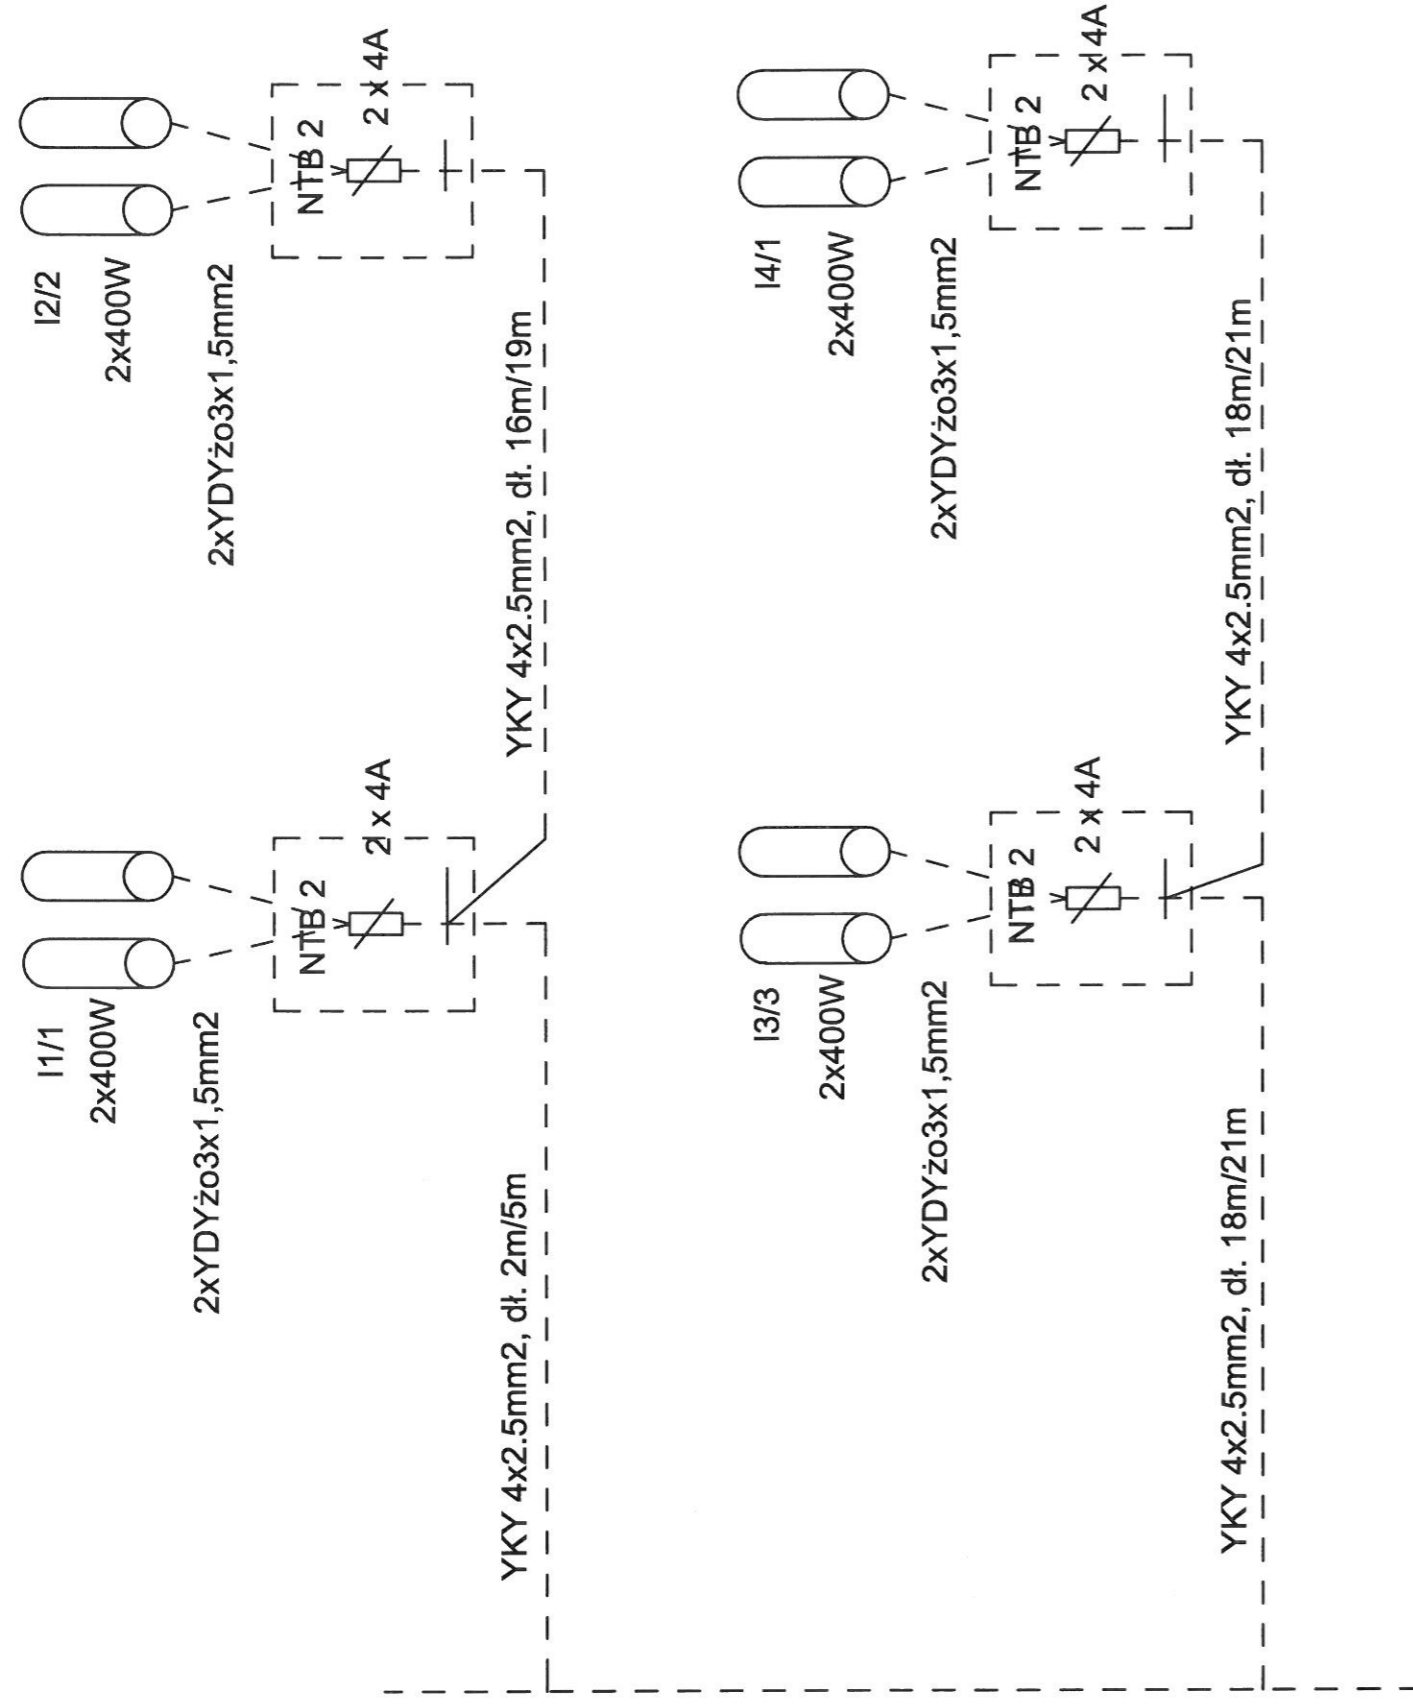 I2/2
2x400W
2xYDYżo3x1,5mm2
NTB 2
2 x 4A
YKY 4x2.5mm2, dł. 16m/19m
I4/1
2x400W
2xYDYżo3x1,5mm2
NTB 2
2 x 4A
YKY 4x2.5mm2, dł. 18m/21m
I1/1
2x400W
2xYDYżo3x1,5mm2
NTB 2
2 x 4A
YKY 4x2.5mm2, dł. 2m/5m
I3/3
2x400W
2xYDYżo3x1,5mm2
NTB 2
2 x 4A
YKY 4x2.5mm2, dł. 18m/21m